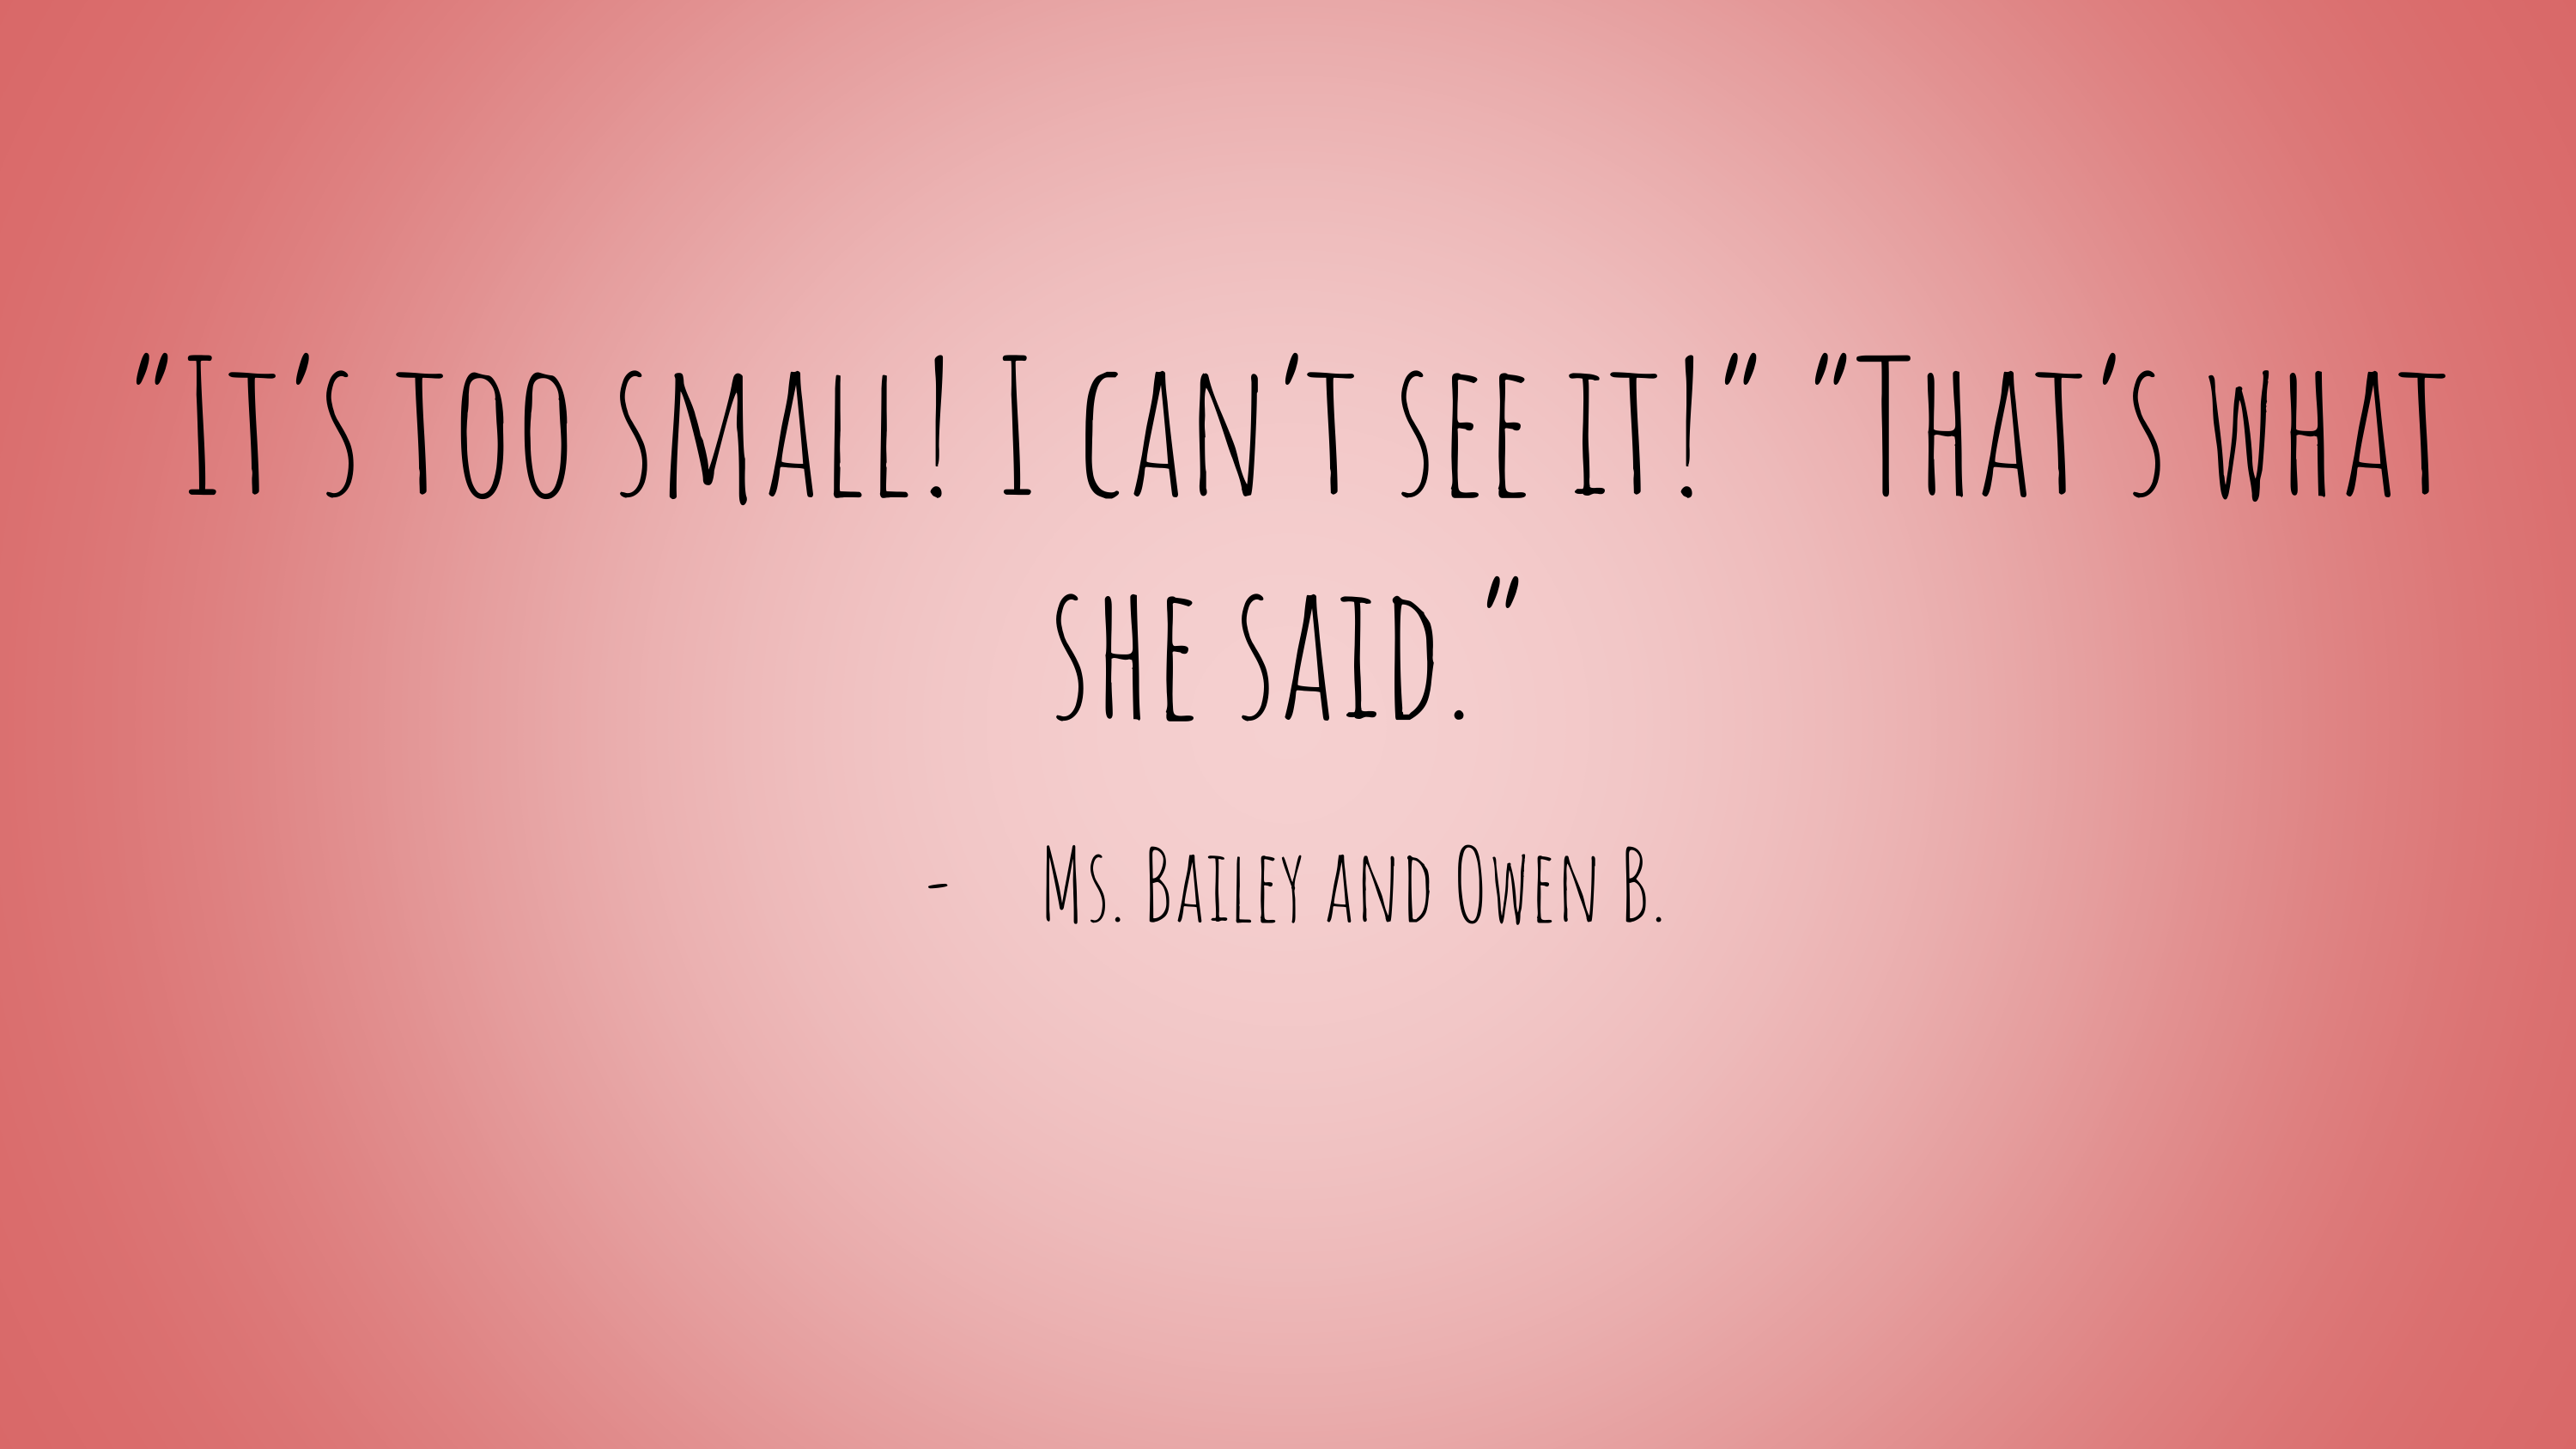 “It’s too small! I can’t see it!” “That’s what
she said.”
- Ms. Bailey and Owen B.